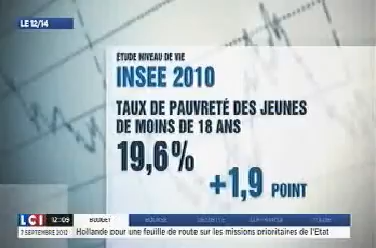 LE 12/14
ETUDE NIVEAU DE VIE
INSEE 2010
TAUX DE PAUVRETÉ DES JEUNES
DE MOINS DE 18 ANS
19,6%
+1,9 POINT
LCI 12:09 BUDGET
7 SEPTEMBRE 2012 Hollande pour une feuille de route sur les missions prioritaires de l'Etat